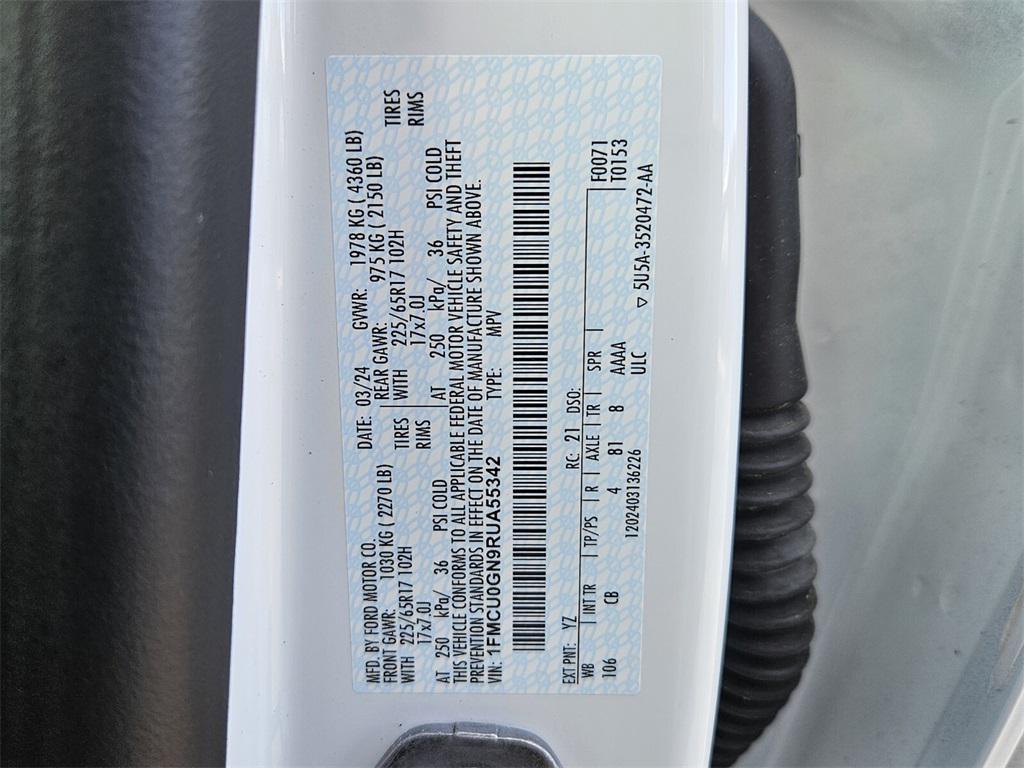 MFD. BY FORD MOTOR CO. DATE: 03/24 GVWR: 1978 KG ( 4360 LB)
FRONT GAWR: 1030 KG ( 2270 LB) REAR GAWR: 975 KG ( 2150 LB)
WITH 225/65R17 102H TIRES WITH 225/65R17 102H TIRES
17x7.0J RIMS 17x7.0J RIMS
AT 250 kPa/ 36 PSI COLD AT 250 kPa/ 36 PSI COLD
THIS VEHICLE CONFORMS TO ALL APPLICABLE FEDERAL MOTOR VEHICLE SAFETY AND THEFT
PREVENTION STANDARDS IN EFFECT ON THE DATE OF MANUFACTURE SHOWN ABOVE.
VIN: 1FMCU0GN9RUA55342 TYPE: MPV
EXT PNT: YZ RC: 21 DSO:
WB | INT TR | TP/PS | R | AXLE | TR | SPR | F0071
106 CB 4 81 8 AAAA T0153
1202403136226 ULC ▽ 5U5A-3520472-AA